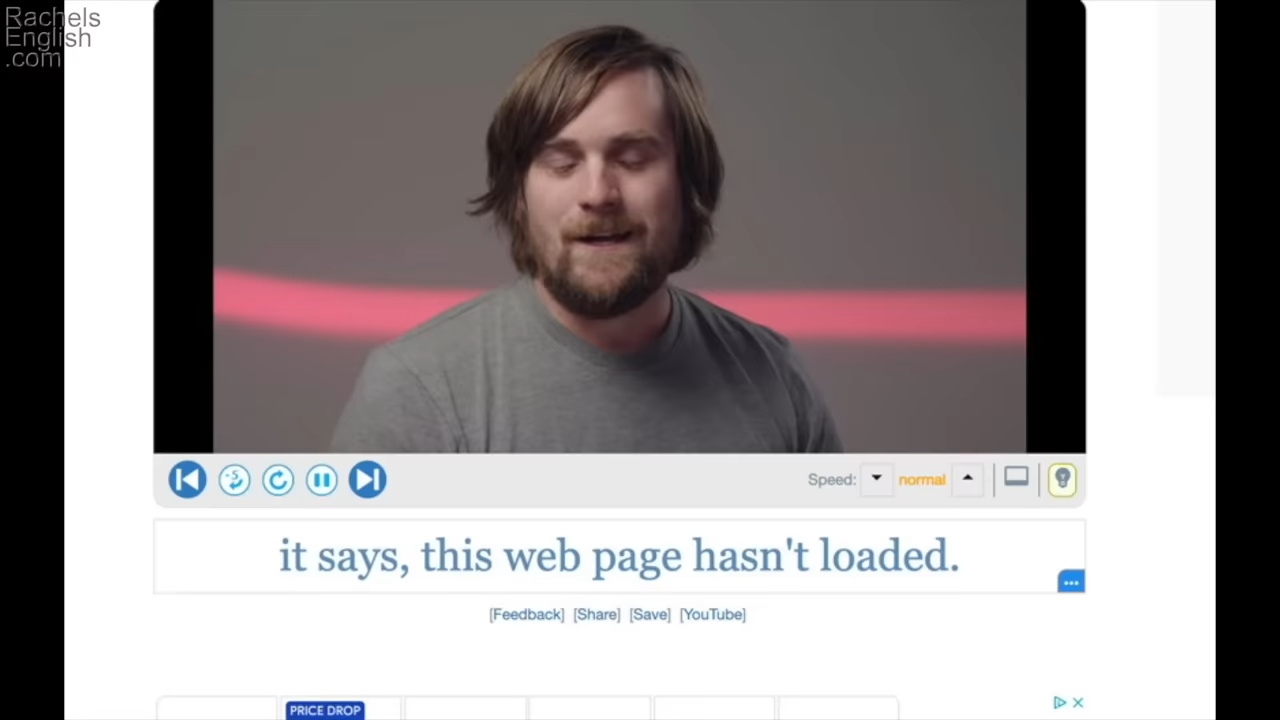 Rachels
English
.com
Speed: normal
it says, this web page hasn't loaded.
[Feedback] [Share] [Save] [YouTube]
PRICE DROP